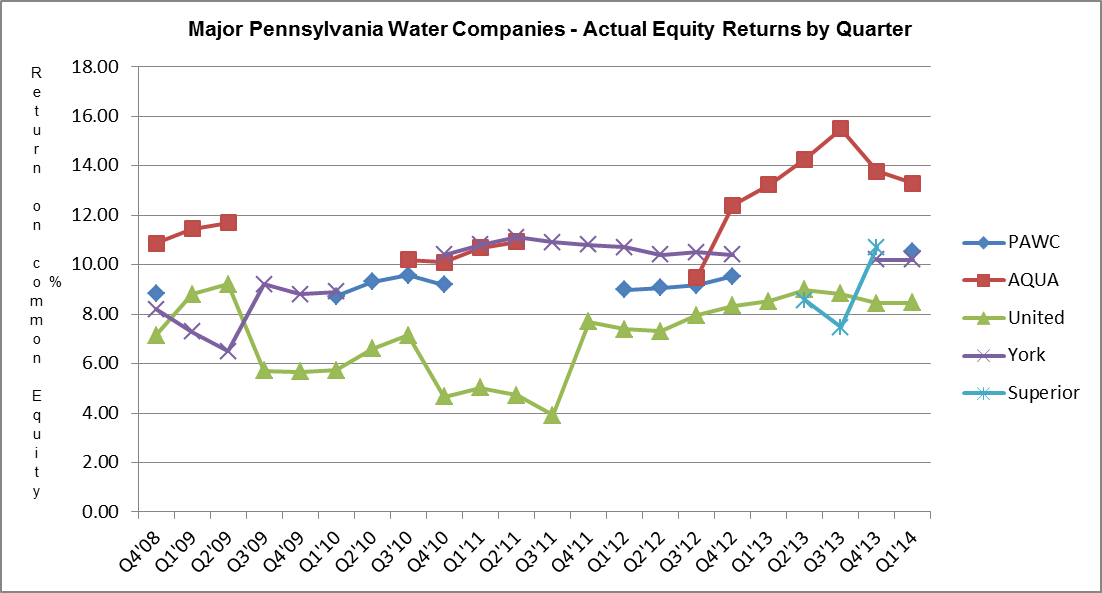 Major Pennsylvania Water Companies - Actual Equity Returns by Quarter
Return on common Equity
%
18.00
16.00
14.00
12.00
10.00
8.00
6.00
4.00
2.00
0.00
Q4'08
Q1'09
Q2'09
Q3'09
Q4'09
Q1'10
Q2'10
Q3'10
Q4'10
Q1'11
Q2'11
Q3'11
Q4'11
Q1'12
Q2'12
Q3'12
Q4'12
Q1'13
Q2'13
Q3'13
Q4'13
Q1'14
PAWC
AQUA
United
York
Superior